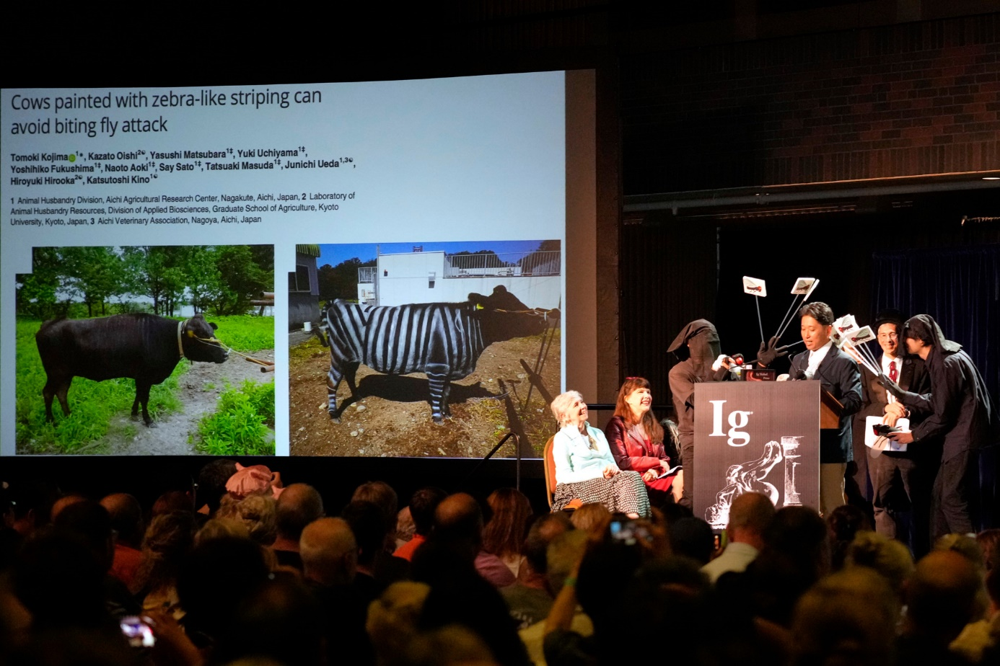 Cows painted with zebra-like striping can
avoid biting fly attack
Tomoki Kojima 1*, Kazato Oishi2☯, Yasushi Matsubara1‡, Yuki Uchiyama1‡,
Yoshihiko Fukushima1‡, Naoto Aoki1‡, Say Sato1‡, Tatsuaki Masuda1‡, Junichi Ueda1,3☯,
Hiroyuki Hirooka2☯, Katsutoshi Kino1☯
1 Animal Husbandry Division, Aichi Agricultural Research Center, Nagakute, Aichi, Japan, 2 Laboratory of
Animal Husbandry Resources, Division of Applied Biosciences, Graduate School of Agriculture, Kyoto
University, Kyoto, Japan, 3 Aichi Veterinary Association, Nagoya, Aichi, Japan
Ig